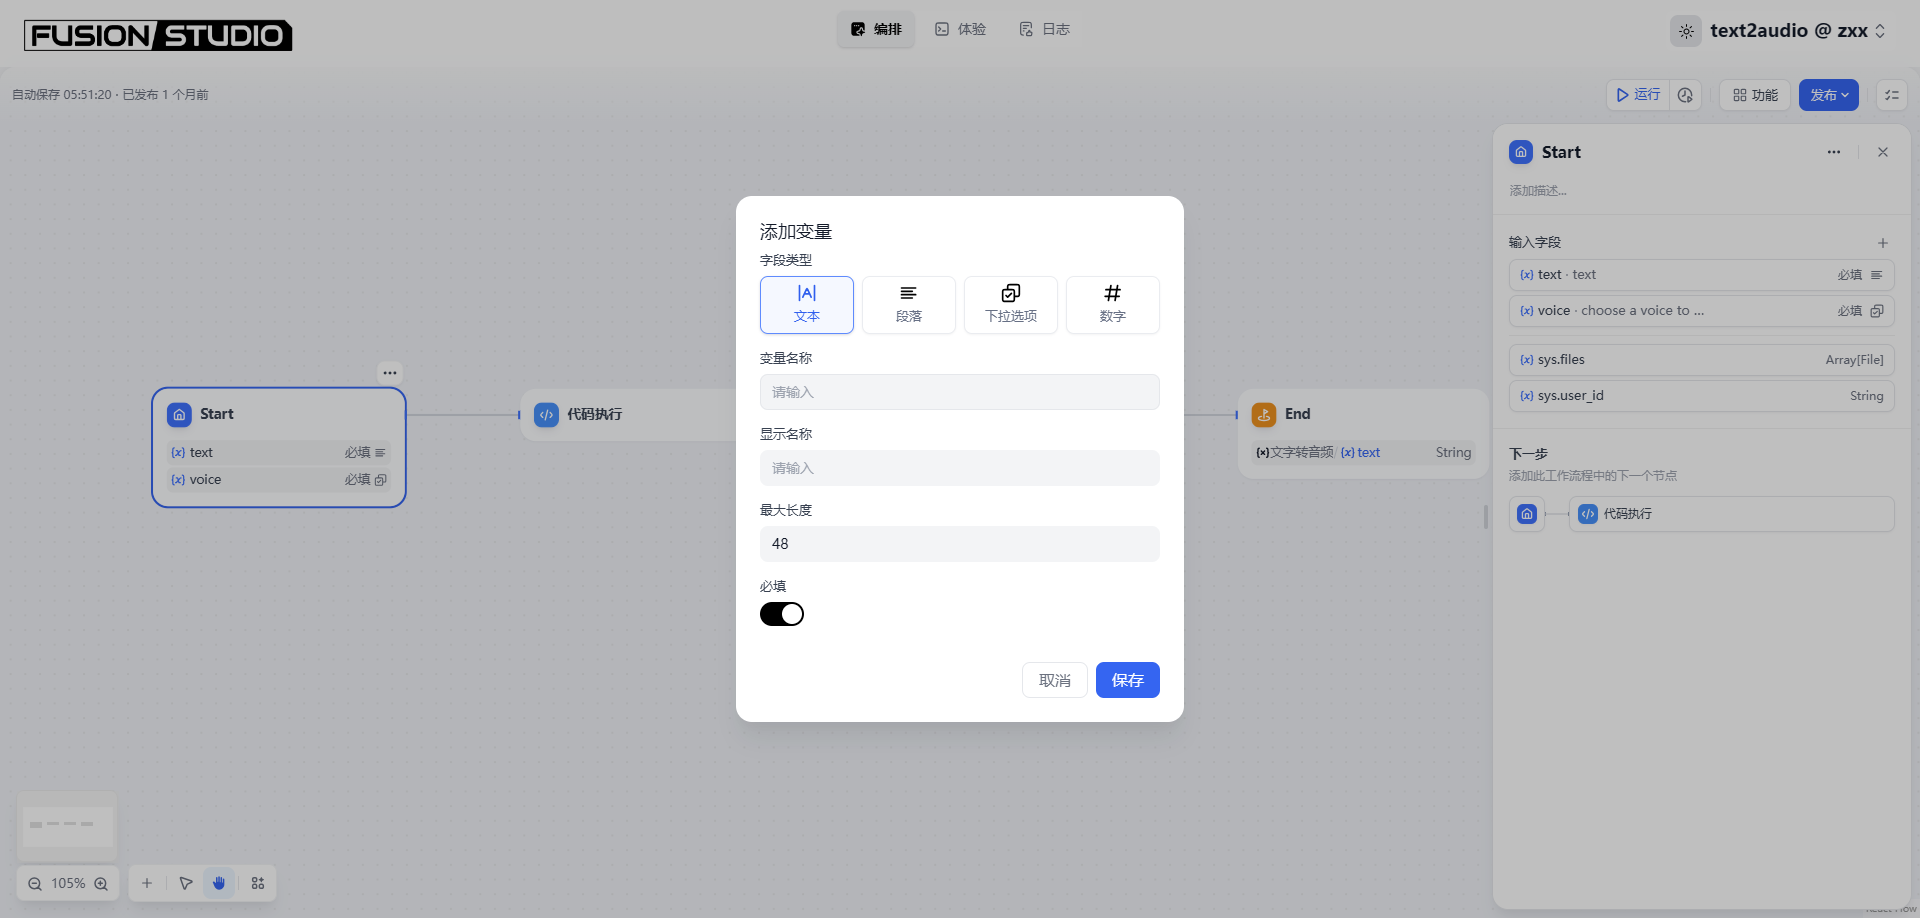 FUSION STUDIO
编排
体验
日志
text2audio @ zxx
自动保存 05:51:20 · 已发布 1 个月前
运行
功能
发布
Start
text
必填
voice
必填
代码执行
End
文字转音频/ {x} text
String
添加变量
字段类型
文本
段落
下拉选项
数字
变量名称
请输入
显示名称
请输入
最大长度
48
必填
取消
保存
Start
添加描述...
输入字段
{x} text · text
必填
{x} voice · choose a voice to ...
必填
{x} sys.files
Array[File]
{x} sys.user_id
String
下一步
添加此工作流程中的下一个节点
代码执行
105%
React Flow